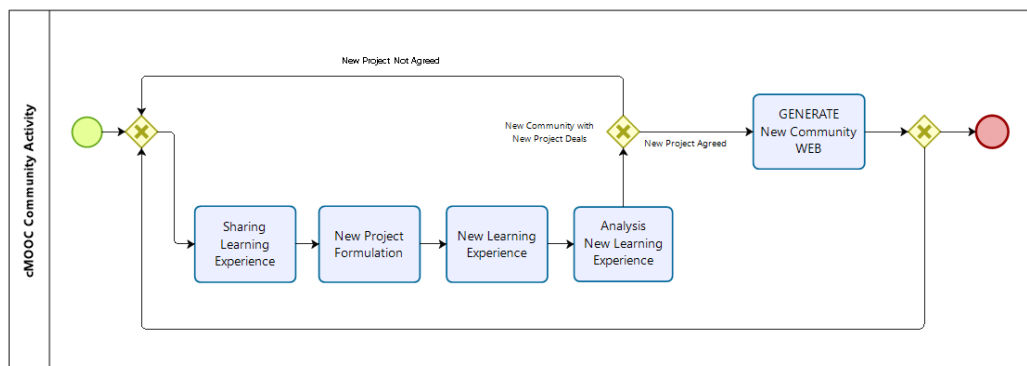 cMOOC Community Activity
New Project Not Agreed
New Community with
New Project Deals
New Project Agreed
GENERATE
New Community
WEB
Sharing
Learning
Experience
New Project
Formulation
New Learning
Experience
Analysis
New Learning
Experience